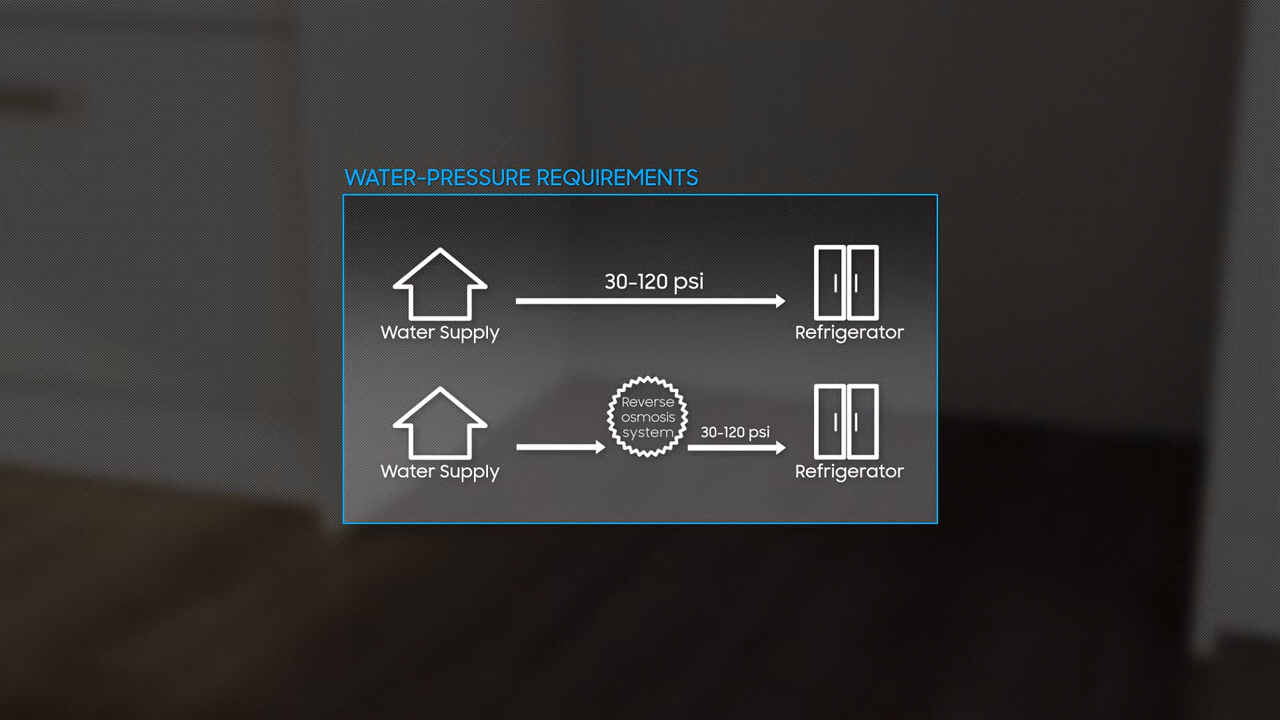 WATER-PRESSURE REQUIREMENTS
30-120 psi
Water Supply
Refrigerator
Reverse
osmosis
system
30-120 psi
Water Supply
Refrigerator